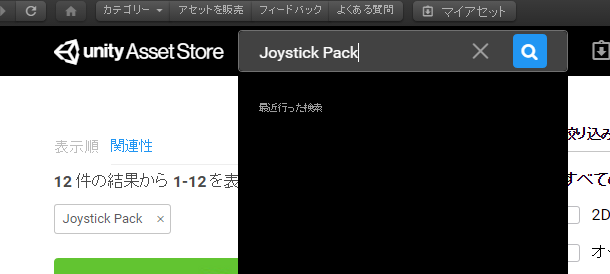 カテゴリー アセットを販売 フィードバック よくある質問 マイアセット
unity Asset Store Joystick Pack
最近行った検索
表示順 関連性
12 件の結果から 1-12 を表
Joystick Pack ×
絞り込み
すべての
2D
オー